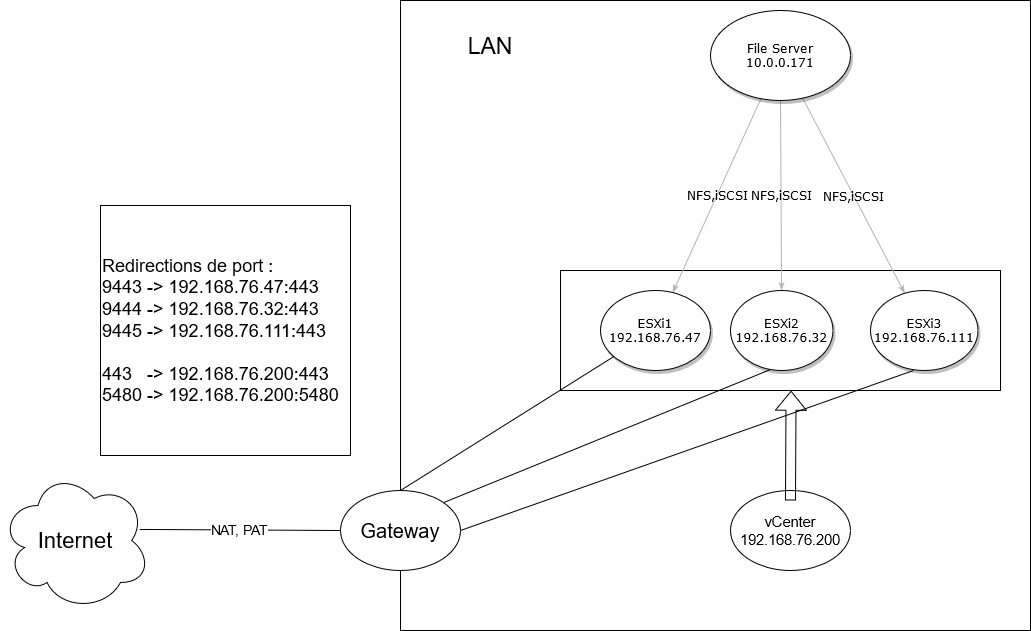 LAN
File Server
10.0.0.171
NFS,iSCSI
NFS,iSCSI
NFS,iSCSI
Redirections de port :
9443 -> 192.168.76.47:443
9444 -> 192.168.76.32:443
9445 -> 192.168.76.111:443
443 -> 192.168.76.200:443
5480 -> 192.168.76.200:5480
ESXi1
192.168.76.47
ESXi2
192.168.76.32
ESXi3
192.168.76.111
Internet
NAT, PAT
Gateway
vCenter
192.168.76.200